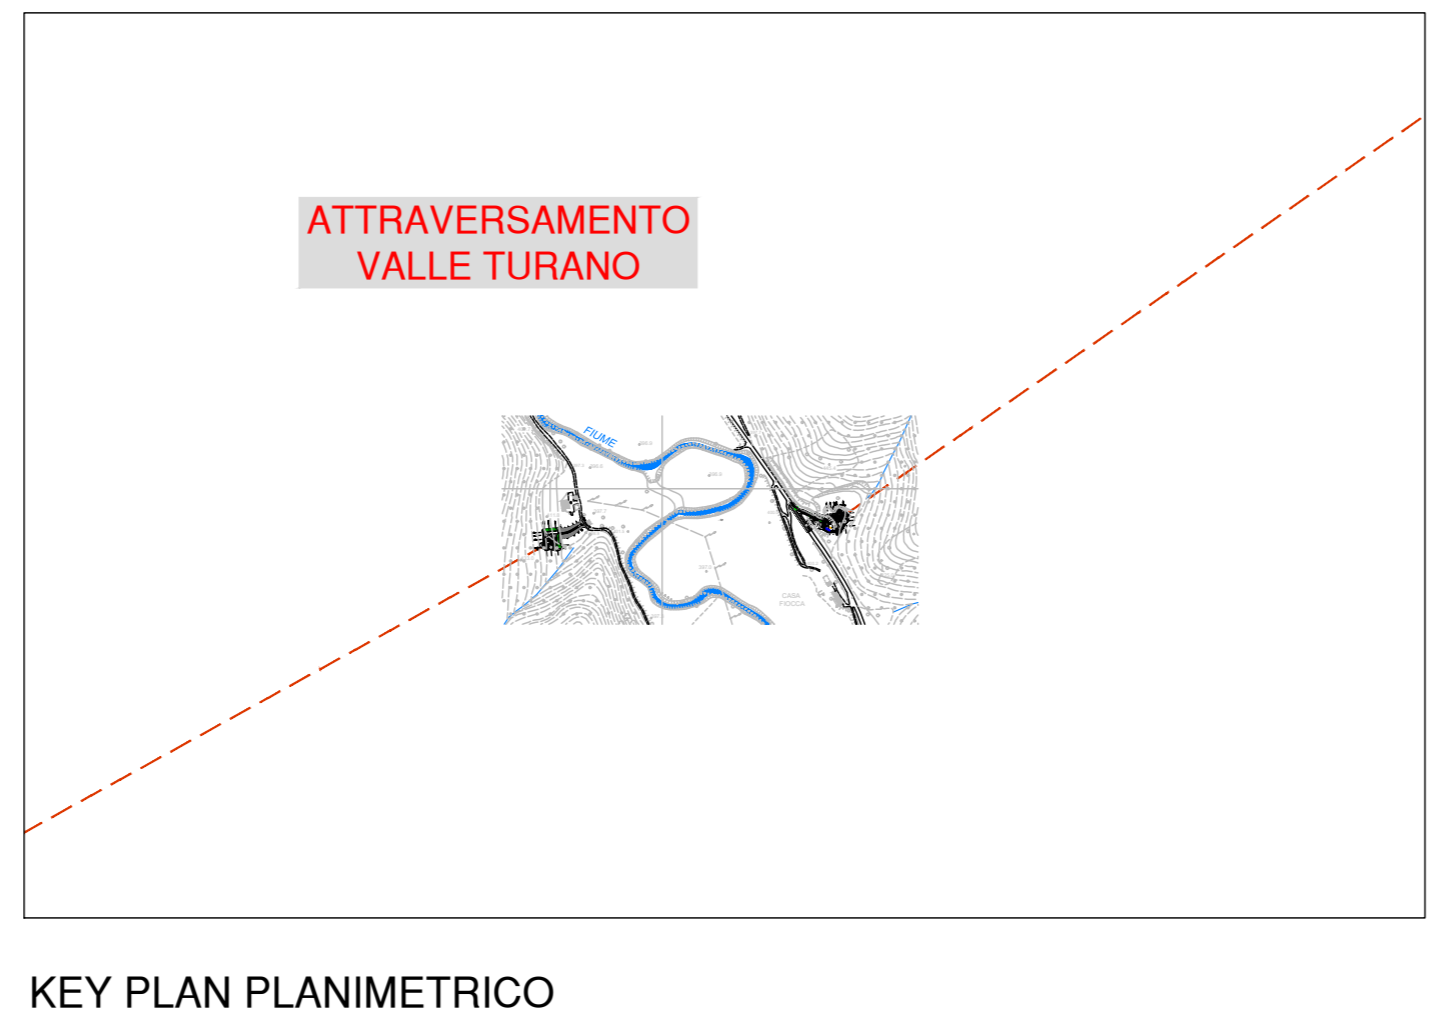 ATTRAVERSAMENTO
VALLE TURANO
FIUME
CASA
FIOCCA
KEY PLAN PLANIMETRICO